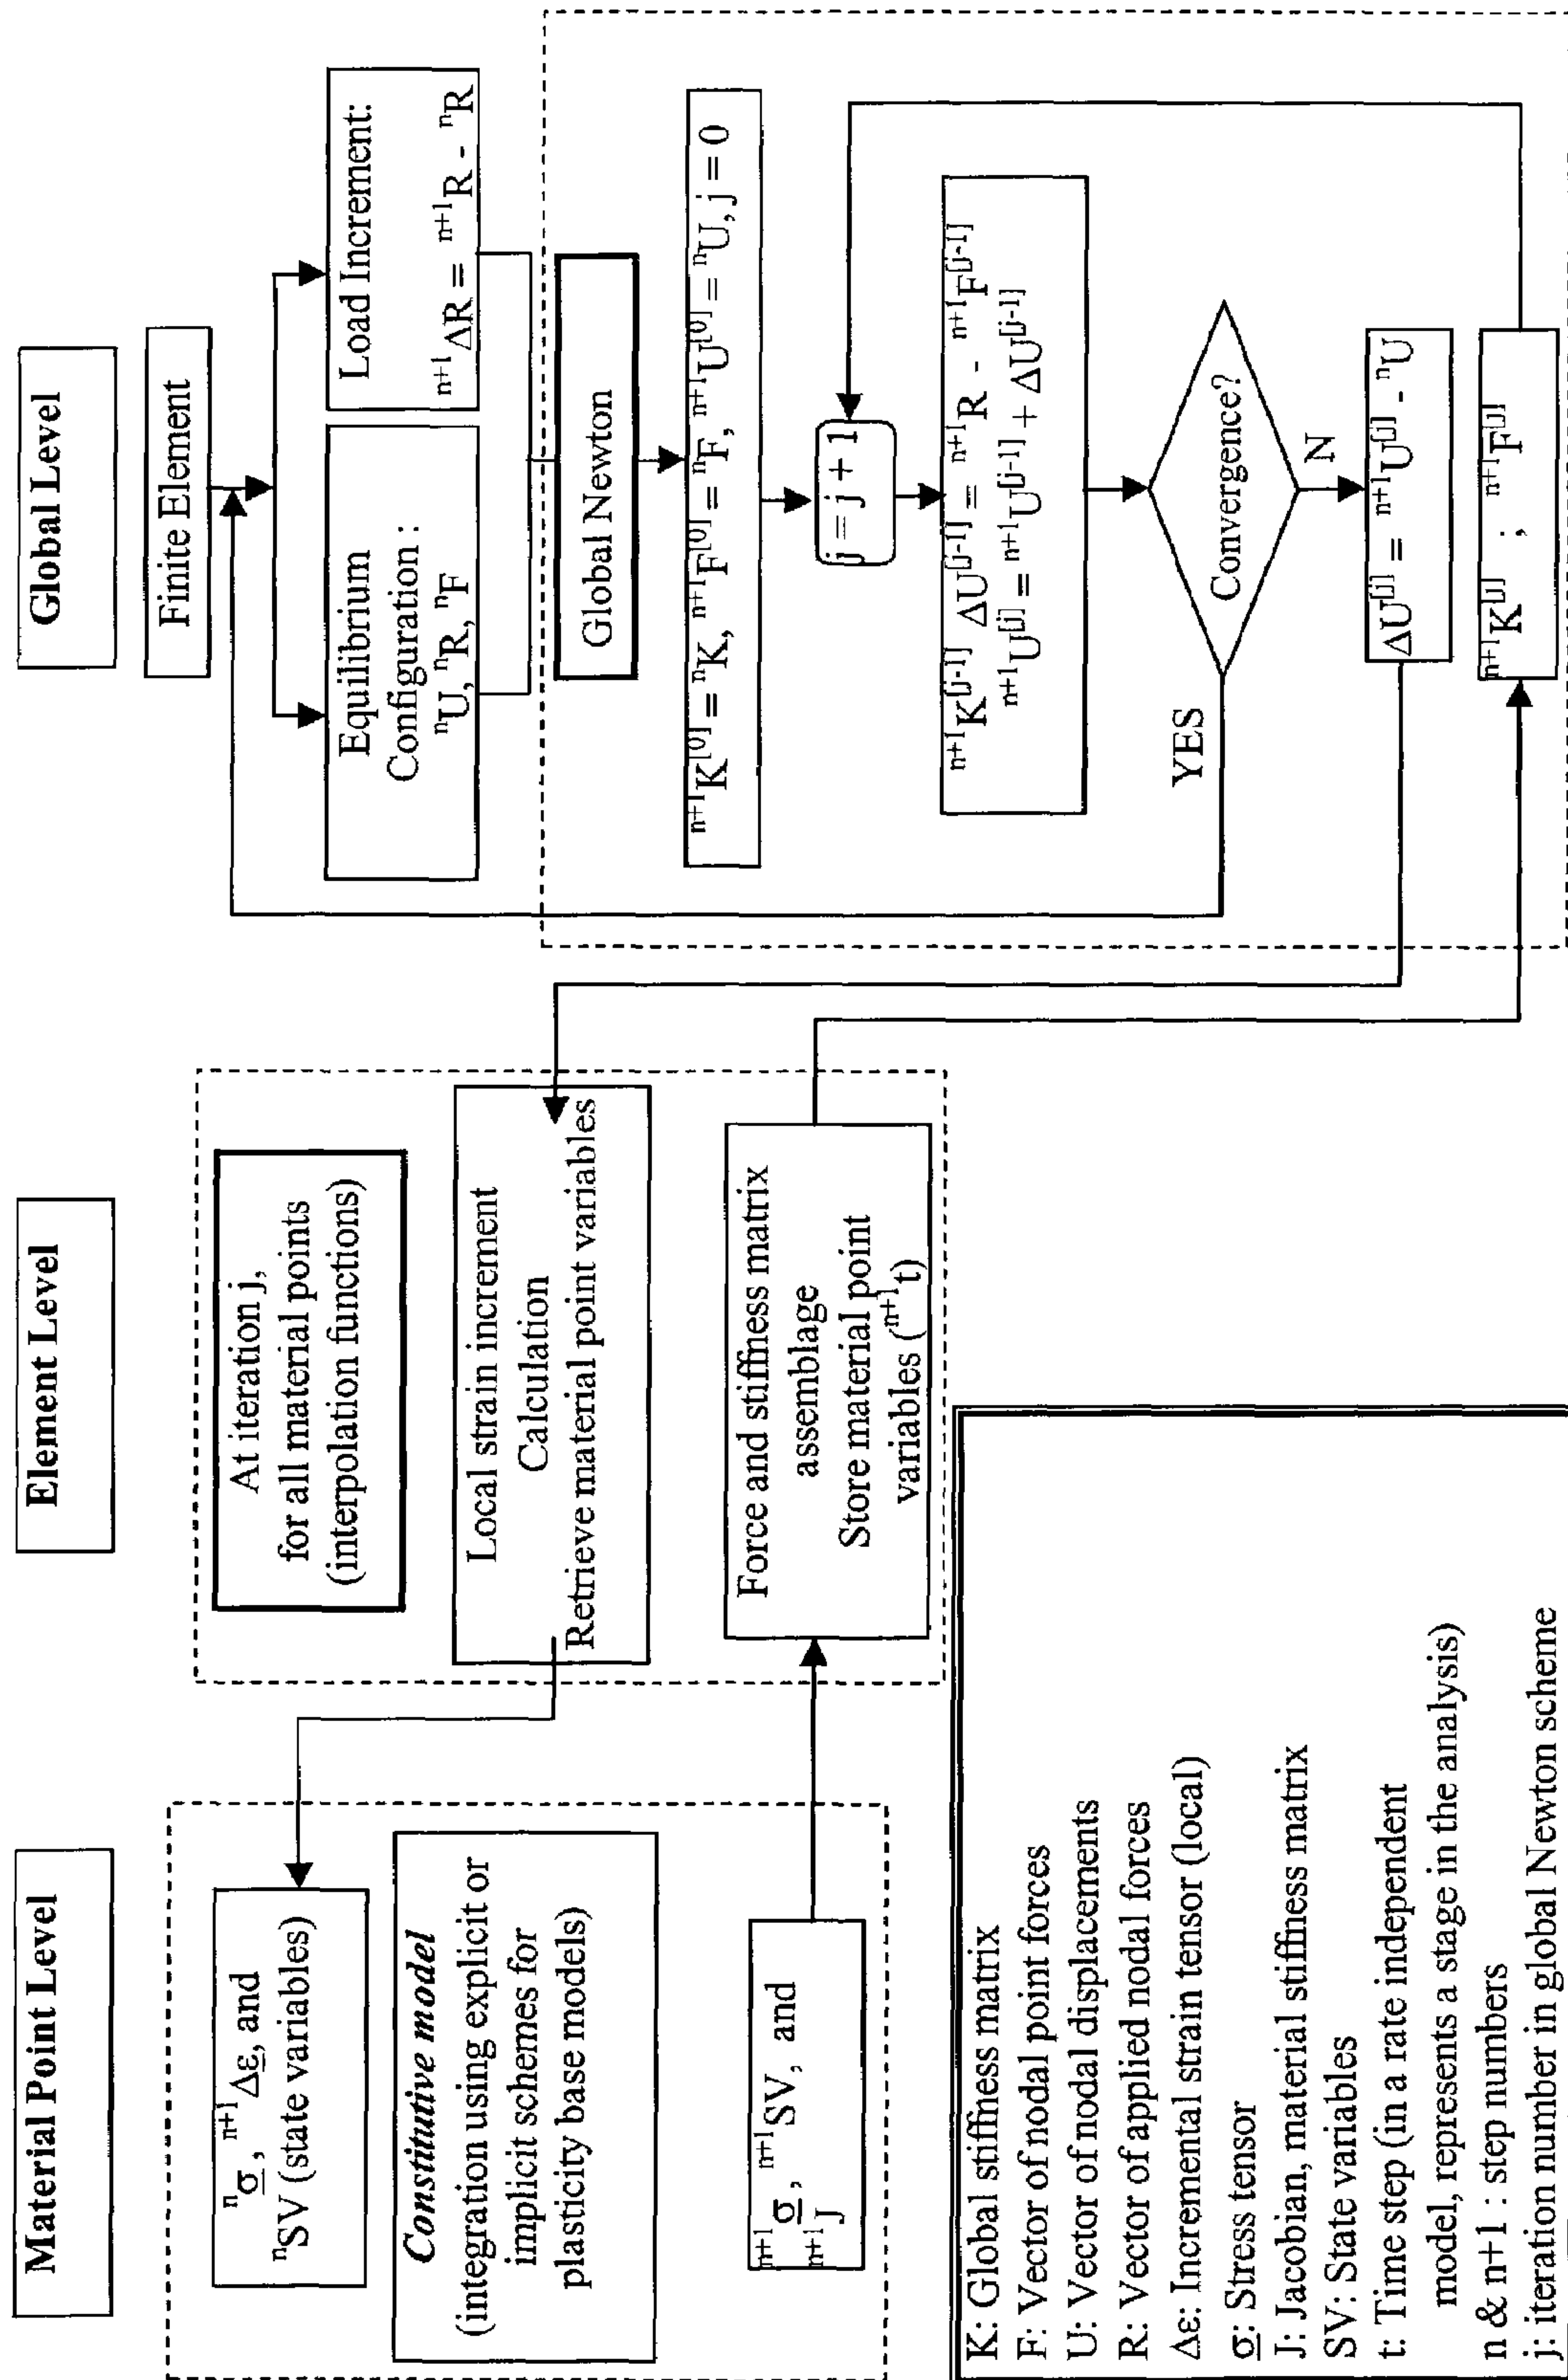 Material Point Level
ⁿσ̲, ⁿ⁺¹Δε̲, and
ⁿSV (state variables)
Constitutive model
(integration using explicit or
implicit schemes for
plasticity base models)
ⁿ⁺¹σ̲, ⁿ⁺¹SV, and
ⁿ⁺¹J
Element Level
At iteration j,
for all material points
(interpolation functions)
Local strain increment
Calculation
Retrieve material point variables
Force and stiffness matrix
assemblage
Store material point
variables (ⁿ⁺¹t)
Global Level
Finite Element
Equilibrium
Configuration :
ⁿU, ⁿR, ⁿF
Load Increment:
ⁿ⁺¹ΔR = ⁿ⁺¹R - ⁿR
Global Newton
ⁿ⁺¹K[0] = ⁿK, ⁿ⁺¹F[0] = ⁿF, ⁿ⁺¹U[0] = ⁿU, j = 0
j = j + 1
ⁿ⁺¹K[j-1] ΔU[j-1] = ⁿ⁺¹R - ⁿ⁺¹F[j-1]
ⁿ⁺¹U[j] = ⁿ⁺¹U[j-1] + ΔU[j-1]
Convergence?
YES
N
ΔU[j] = ⁿ⁺¹U[j] - ⁿU
ⁿ⁺¹K[j] ; ⁿ⁺¹F[j]
K: Global stiffness matrix
F: Vector of nodal point forces
U: Vector of nodal displacements
R: Vector of applied nodal forces
Δε: Incremental strain tensor (local)
σ̲: Stress tensor
J: Jacobian, material stiffness matrix
SV: State variables
t: Time step (in a rate independent
model, represents a stage in the analysis)
n & n+1 : step numbers
j: iteration number in global Newton scheme